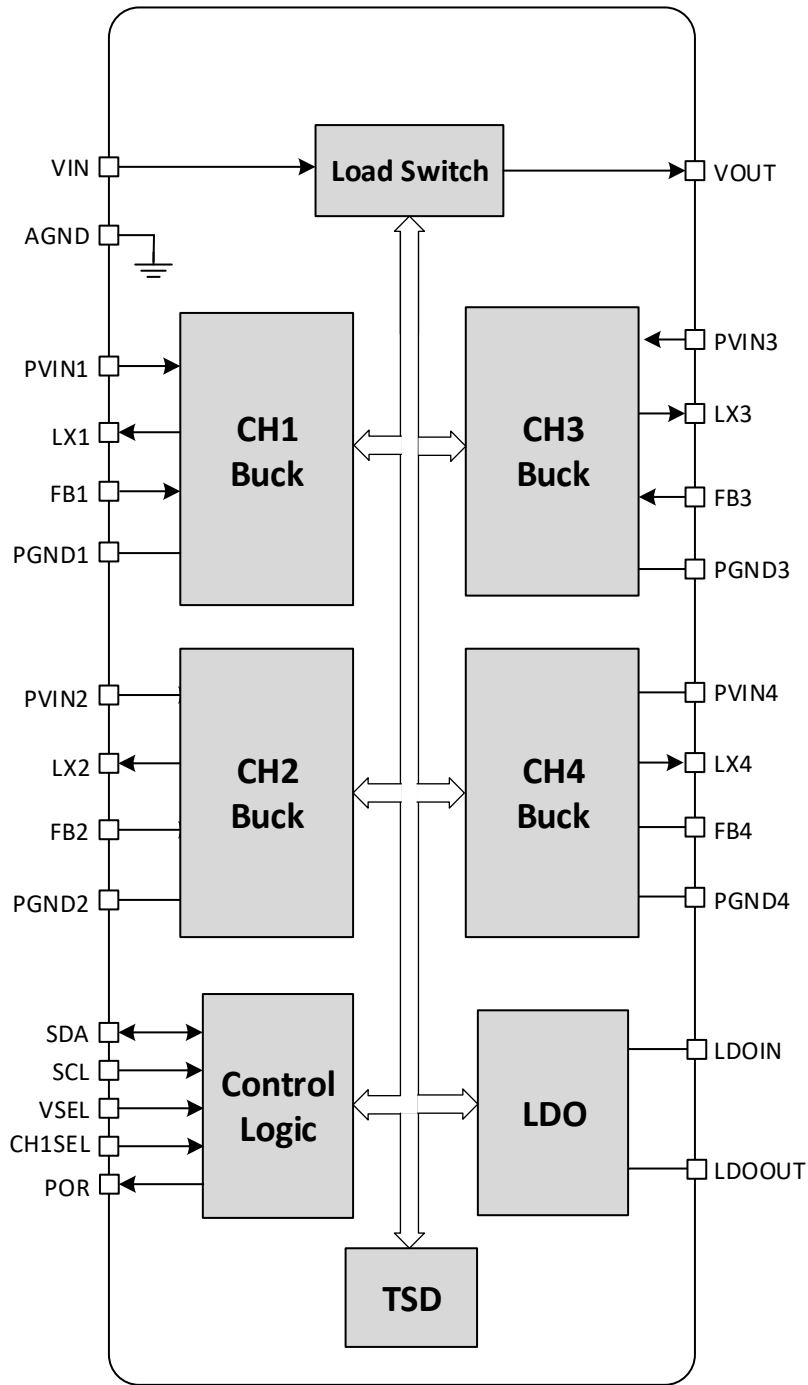 VIN
Load Switch
VOUT
AGND
PVIN1
LX1
FB1
PGND1
CH1
Buck
CH3
Buck
PVIN3
LX3
FB3
PGND3
PVIN2
LX2
FB2
PGND2
CH2
Buck
CH4
Buck
PVIN4
LX4
FB4
PGND4
SDA
SCL
VSEL
CH1SEL
POR
Control
Logic
LDO
LDOIN
LDOOUT
TSD